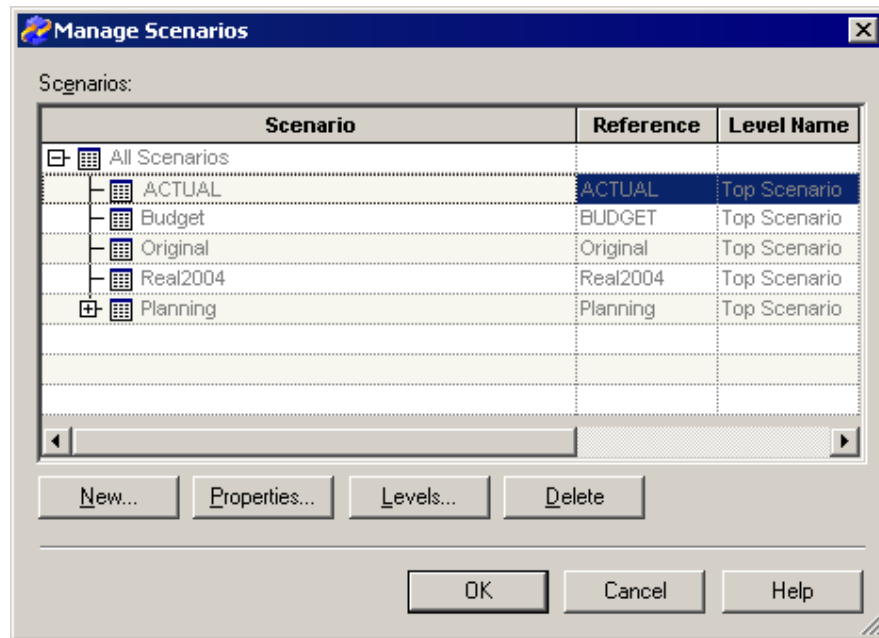 Manage Scenarios
Scenarios:
Scenario Reference Level Name
All Scenarios
ACTUAL ACTUAL Top Scenario
Budget BUDGET Top Scenario
Original Original Top Scenario
Real2004 Real2004 Top Scenario
Planning Planning Top Scenario
New... Properties... Levels... Delete
OK Cancel Help